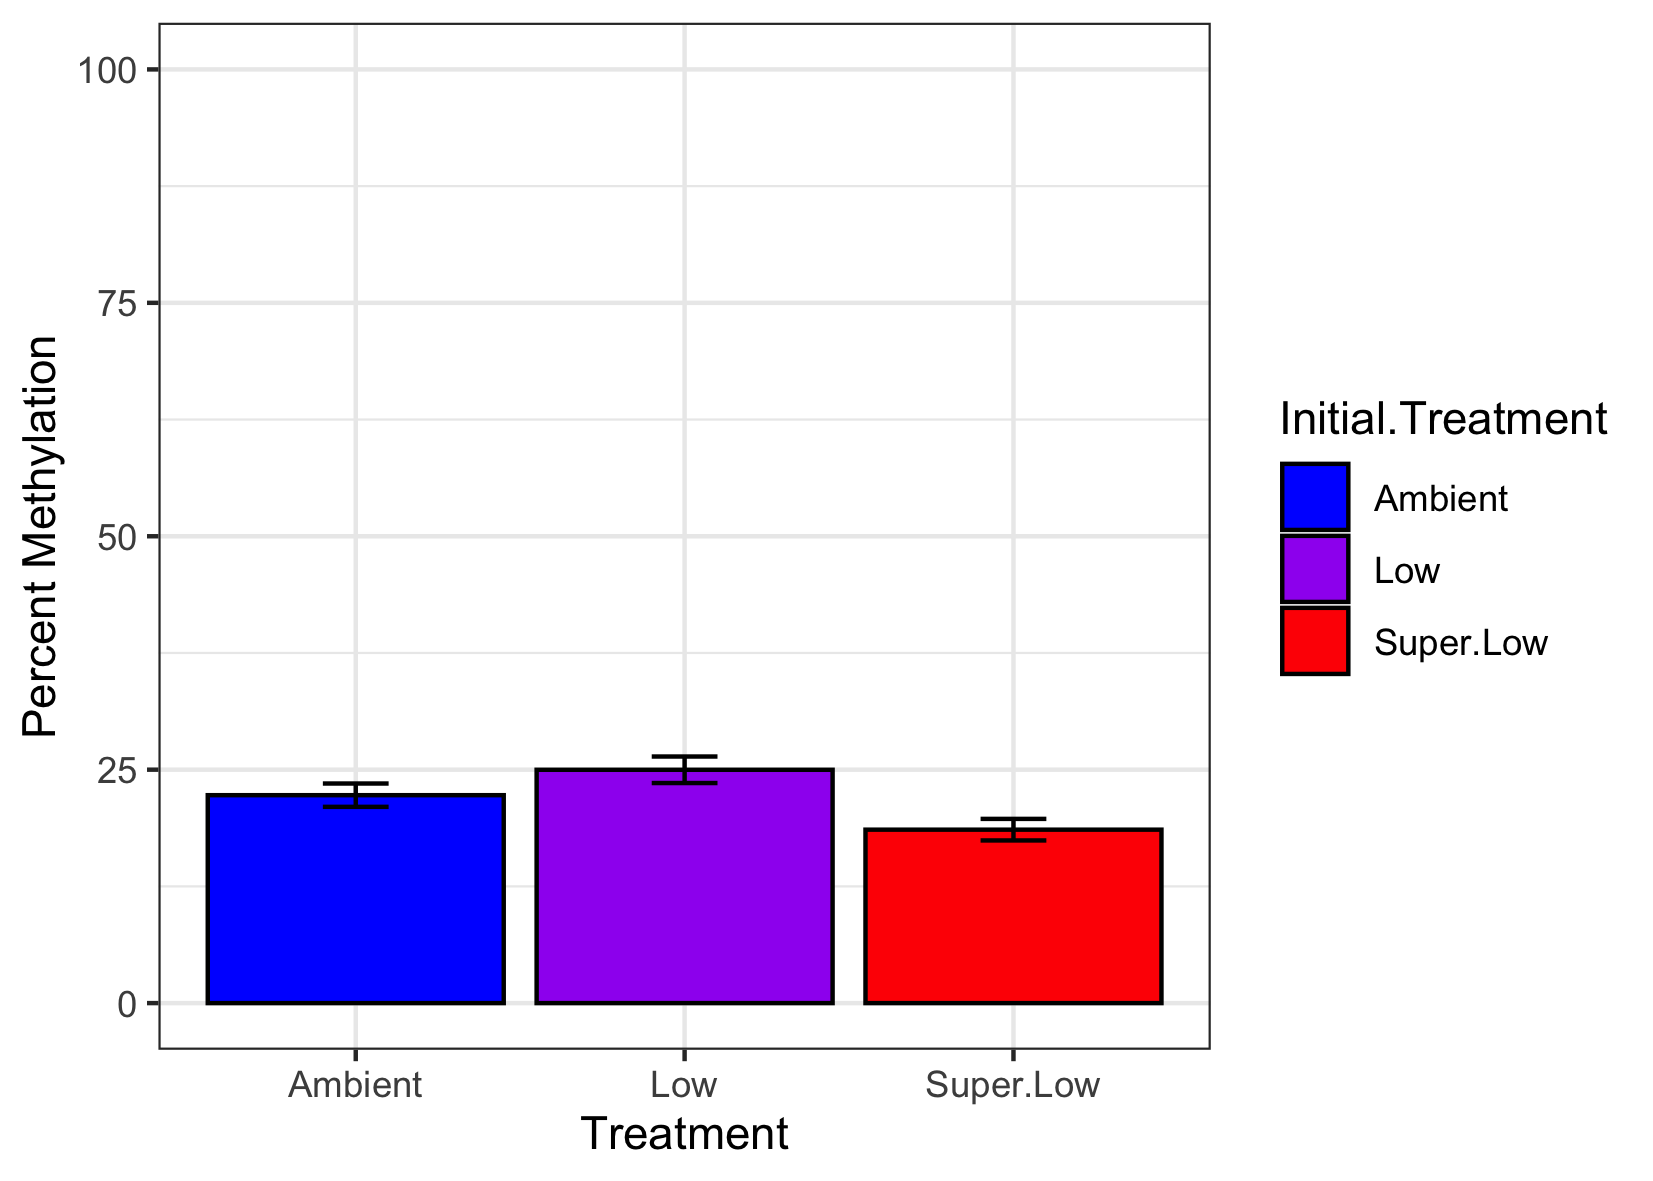 100
75
50
25
0
Percent Methylation
Ambient
Low
Super.Low
Treatment
Initial.Treatment
Ambient
Low
Super.Low